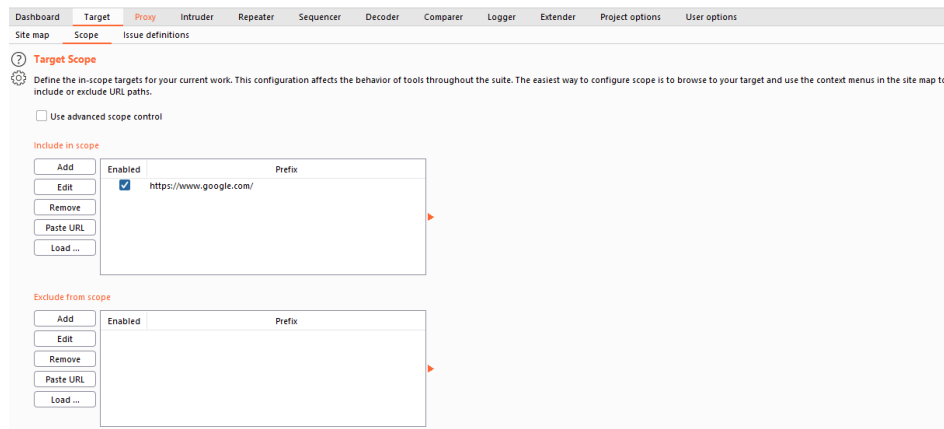 Dashboard Target Proxy Intruder Repeater Sequencer Decoder Comparer Logger Extender Project options User options
Site map Scope Issue definitions
? Target Scope
Define the in-scope targets for your current work. This configuration affects the behavior of tools throughout the suite. The easiest way to configure scope is to browse to your target and use the context menus in the site map to
include or exclude URL paths.
Use advanced scope control
Include in scope
Add Enabled Prefix
Edit https://www.google.com/
Remove
Paste URL
Load ...
Exclude from scope
Add Enabled Prefix
Edit
Remove
Paste URL
Load ...